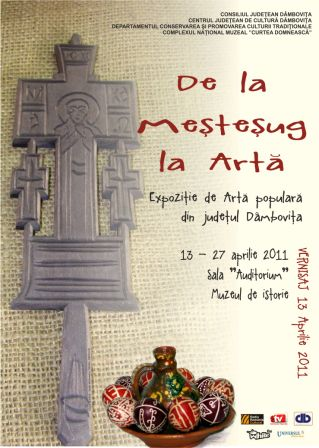 CONSILIUL JUDEȚEAN DÂMBOVIȚA
CENTRUL JUDEȚEAN DE CULTURĂ DÂMBOVIȚA
DEPARTAMENTUL CONSERVAREA ȘI PROMOVAREA CULTURII TRADIȚIONALE
COMPLEXUL NAȚIONAL MUZEAL "CURTEA DOMNEASCĂ"
De la
Meșteșug
la Artă
Expoziție de Artă populară
din județul Dâmbovița
13 - 27 aprilie 2011
Sala "Auditorium"
Muzeul de istorie
VERNISAJ 13 Aprilie 2011
tv
db